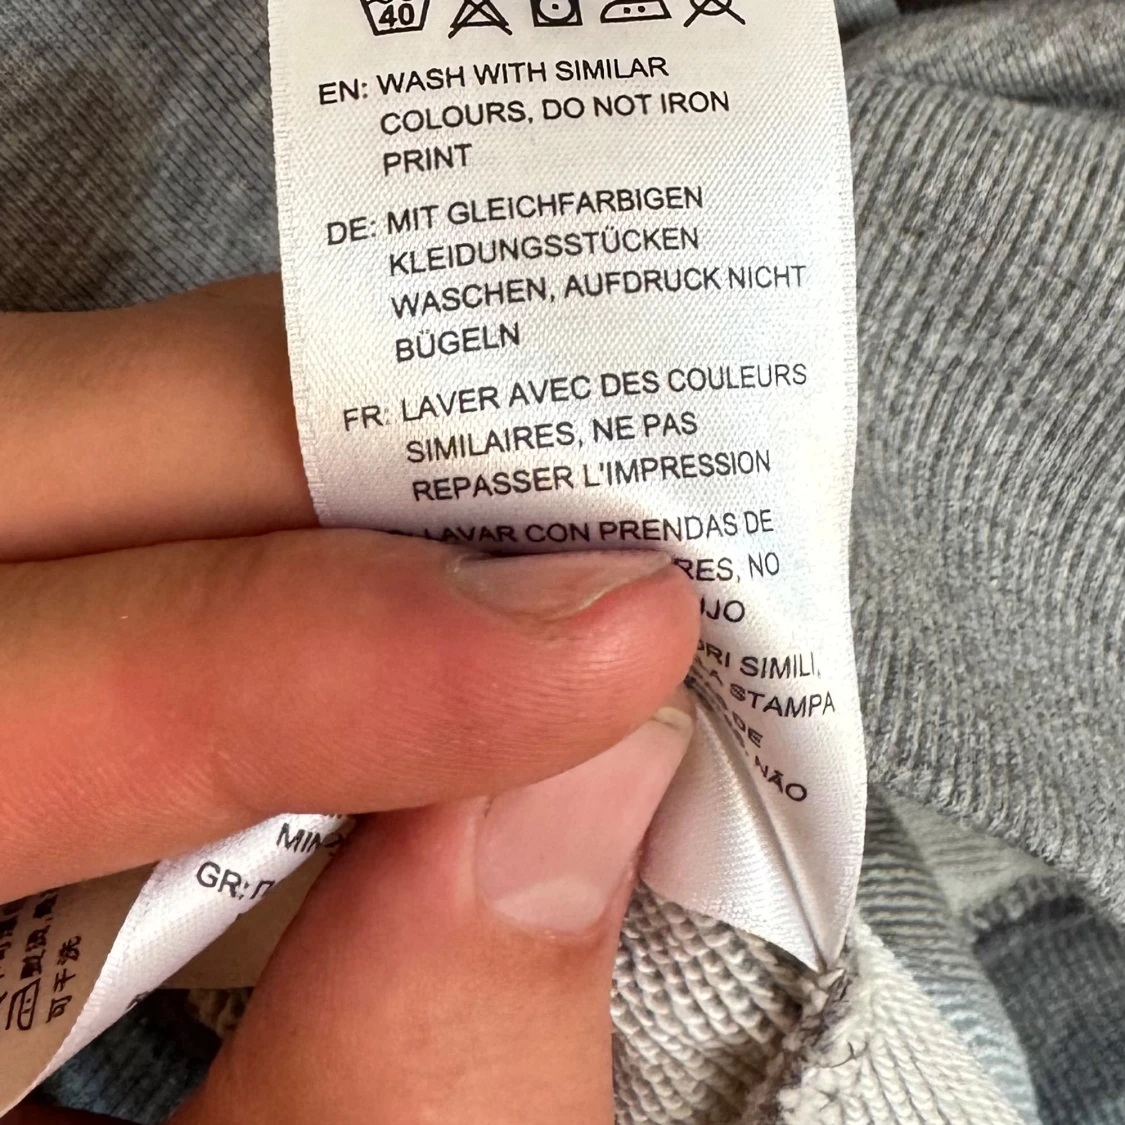 40
EN: WASH WITH SIMILAR
COLOURS, DO NOT IRON
PRINT
DE: MIT GLEICHFARBIGEN
KLEIDUNGSSTÜCKEN
WASCHEN, AUFDRUCK NICHT
BÜGELN
FR: LAVER AVEC DES COULEURS
SIMILAIRES, NE PAS
REPASSER L'IMPRESSION
LAVAR CON PRENDAS DE
NO
SIMILI,
STAMPA
NÃO
GR:
可干洗